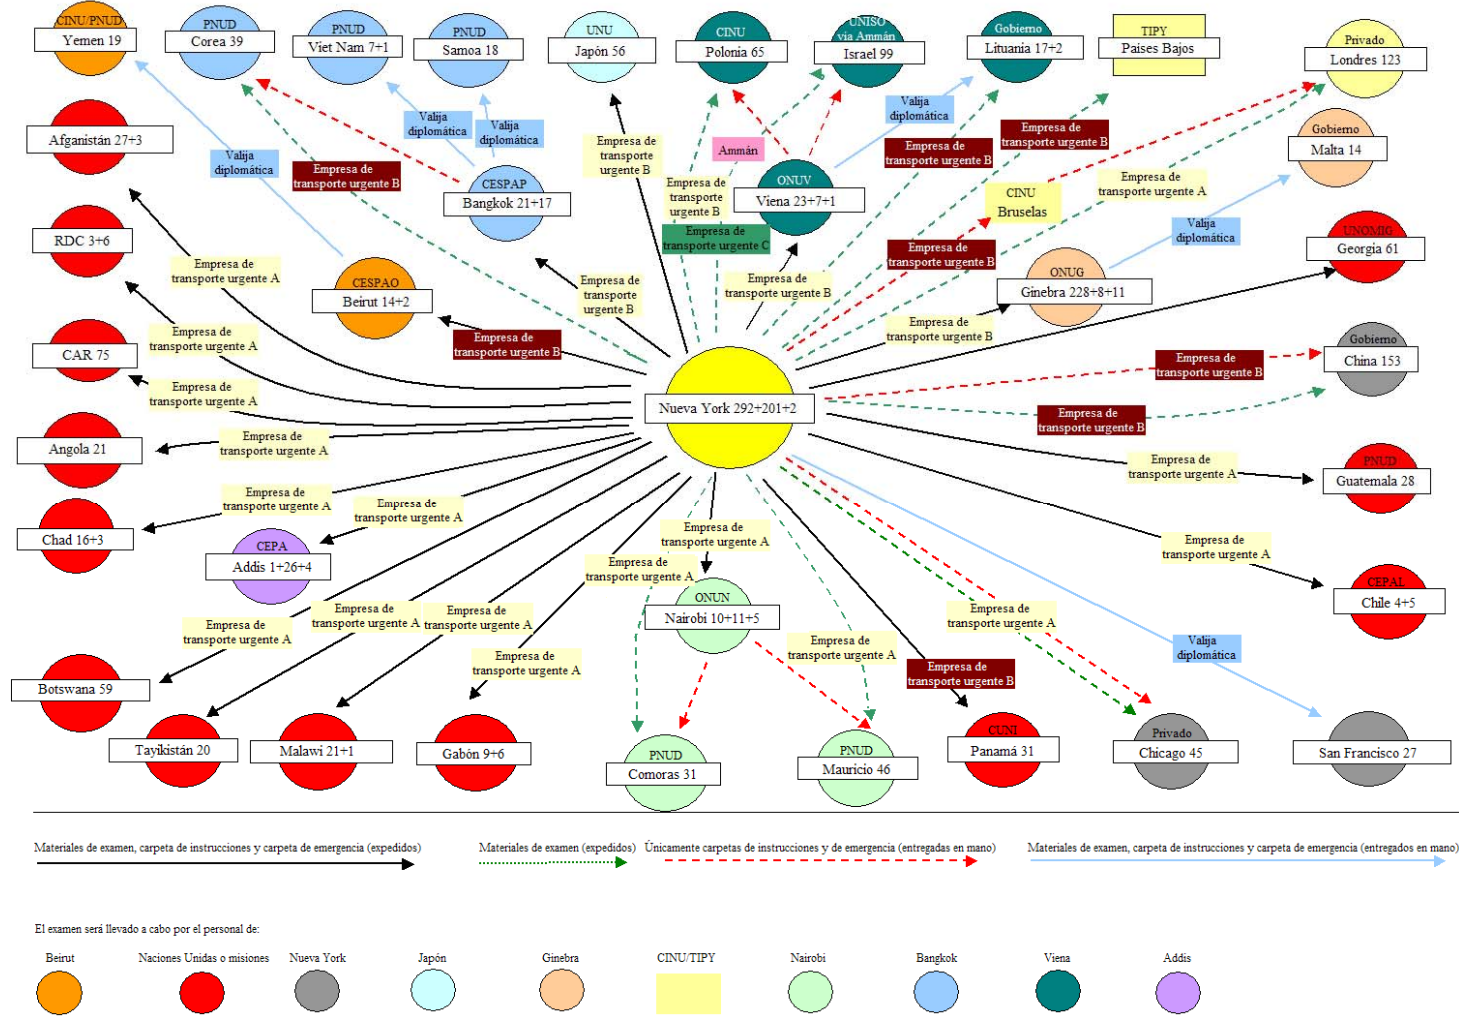 CINU/PNUD
Yemen 19
PNUD
Corea 39
PNUD
Viet Nam 7+1
PNUD
Samoa 18
UNU
Japón 56
CINU
Polonia 65
UNISO
vía Ammán
Israel 99
Gobierno
Lituania 17+2
TIPY
Paises Bajos
Privado
Londres 123
Afganistán 27+3
Valija
diplomática
Empresa de
transporte urgente B
Valija
diplomática
Valija
diplomática
Empresa de
transporte
urgente B
Ammán
Valija
diplomática
Empresa de
transporte urgente B
Empresa de
transporte urgente B
Gobierno
Malta 14
CESPAP
Bangkok 21+17
Empresa de
transporte
urgente B
ONUV
Viena 23+7+1
CINU
Bruselas
Empresa de
transporte urgente A
RDC 3+6
Empresa de
transporte urgente C
Valija
diplomática
UNOMIG
Georgia 61
Empresa de
transporte urgente A
CESPAO
Beirut 14+2
Empresa de
transporte
urgente B
Empresa de
transporte urgente B
Empresa de
transporte urgente B
ONUG
Ginebra 228+8+11
CAR 75
Empresa de
transporte urgente A
Empresa de
transporte urgente B
Empresa de
transporte urgente B
Gobierno
China 153
Empresa de
transporte urgente B
Empresa de
transporte urgente A
Nueva York 292+201+2
Empresa de
transporte urgente B
Angola 21
Empresa de
transporte urgente A
Empresa de
transporte urgente A
PNUD
Guatemala 28
Empresa de
transporte urgente A
Chad 16+3
Empresa de
transporte urgente A
CEPA
Addis 1+26+4
Empresa de
transporte urgente A
Empresa de
transporte urgente A
Empresa de
transporte urgente A
CEPAL
Chile 4+5
ONUN
Nairobi 10+11+5
Empresa de
transporte urgente A
Empresa de
transporte urgente A
Empresa de
transporte urgente A
Empresa de
transporte urgente A
Empresa de
transporte urgente A
Empresa de
transporte urgente A
Empresa de
transporte urgente B
Valija
diplomática
Botswana 59
Tayikistán 20
Malawi 21+1
Gabón 9+6
PNUD
Comoras 31
PNUD
Mauricio 46
CUNI
Panamá 31
Privado
Chicago 45
San Francisco 27
Materiales de examen, carpeta de instrucciones y carpeta de emergencia (expedidos)
Materiales de examen (expedidos)
Únicamente carpetas de instrucciones y de emergencia (entregadas en mano)
Materiales de examen, carpeta de instrucciones y carpeta de emergencia (entregados en mano)
El examen será llevado a cabo por el personal de:
Beirut
Naciones Unidas o misiones
Nueva York
Japón
Ginebra
CINU/TIPY
Nairobi
Bangkok
Viena
Addis